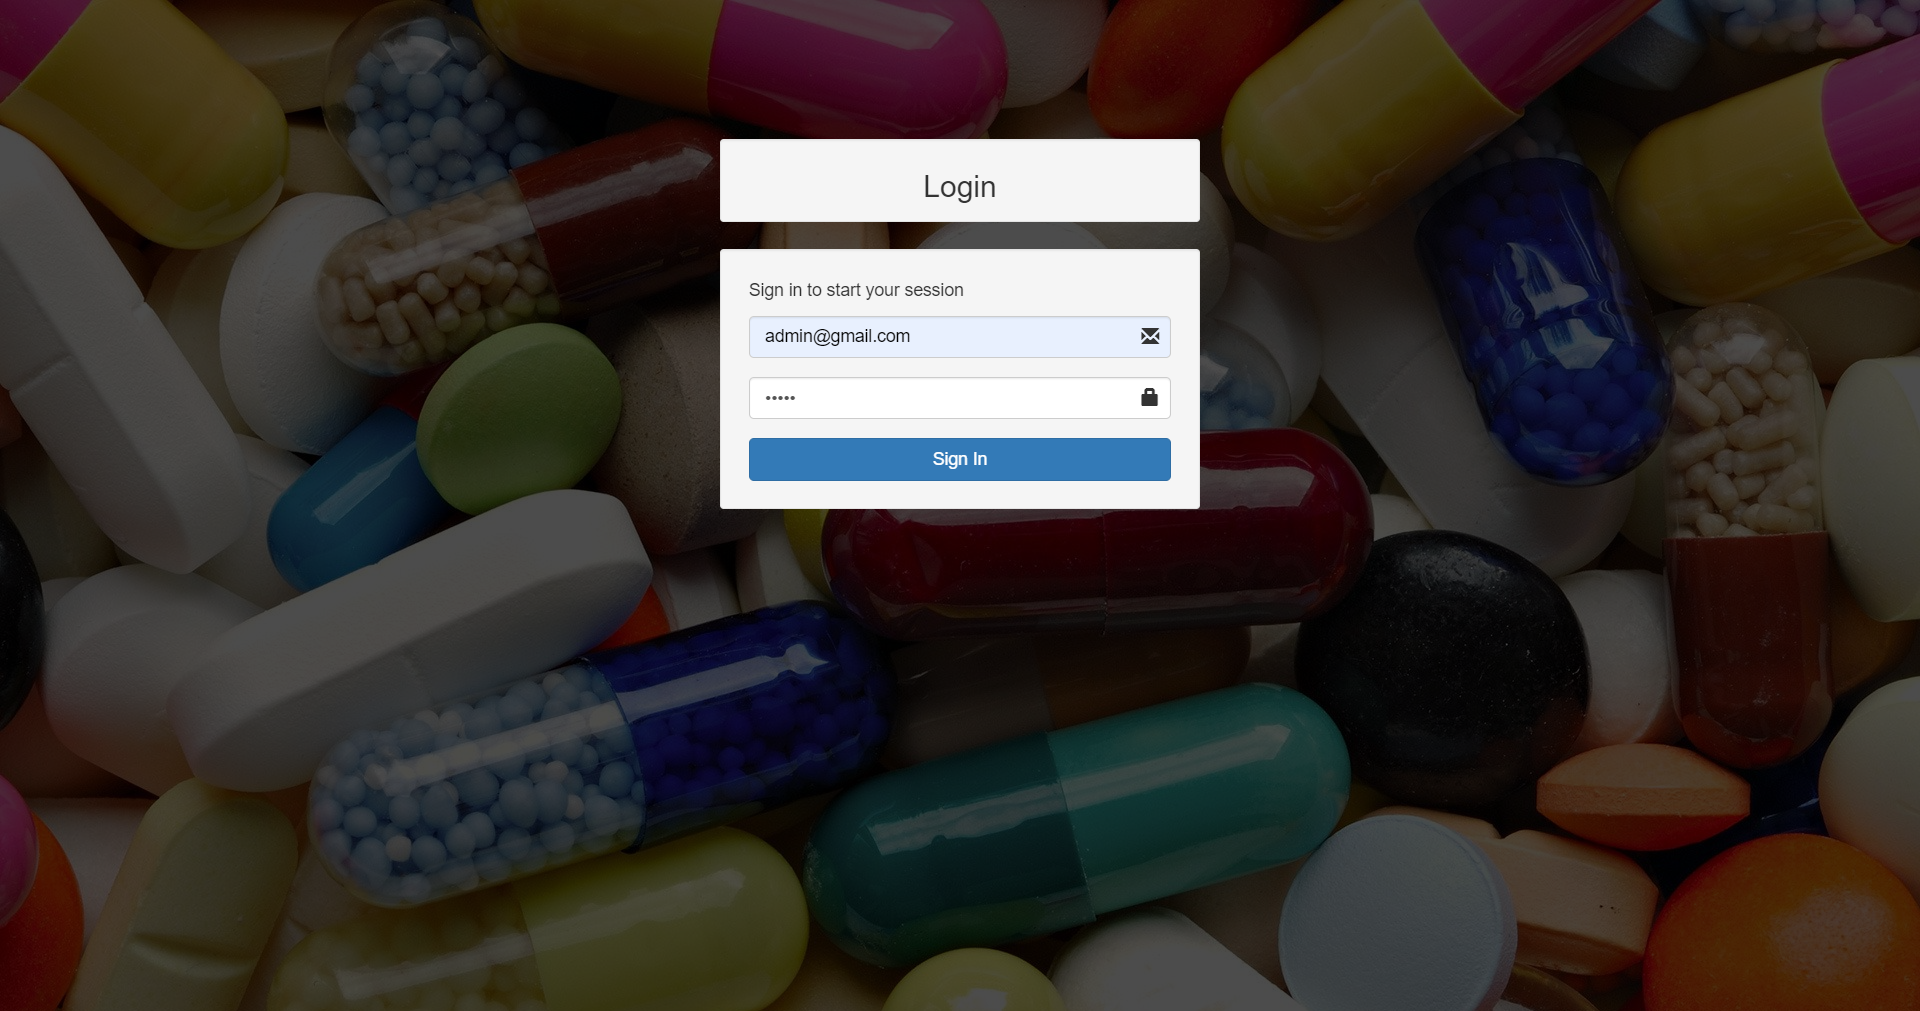 Login
Sign in to start your session
admin@gmail.com
•••••
Sign In